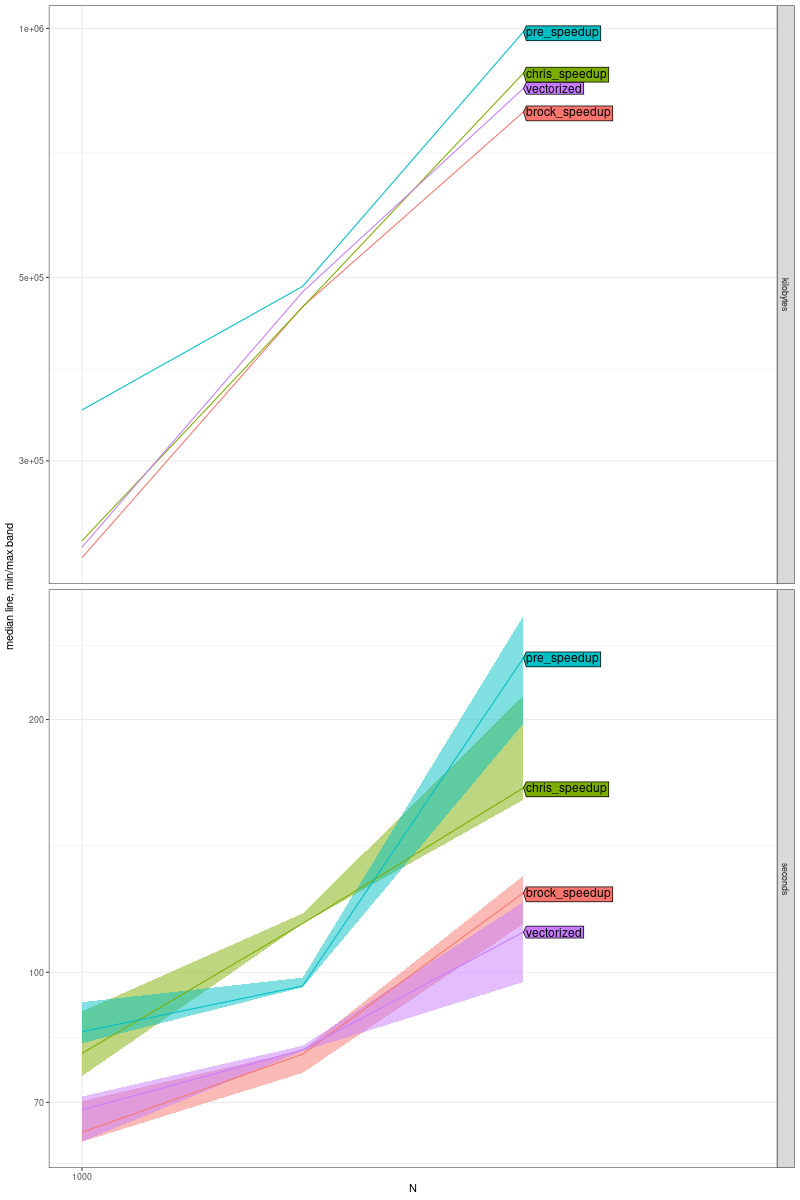 1e+06
5e+05
3e+05
pre_speedup
chris_speedup
vectorized
brock_speedup
kilobytes
median line, min/max band
200
100
70
pre_speedup
chris_speedup
brock_speedup
vectorized
seconds
1000
N